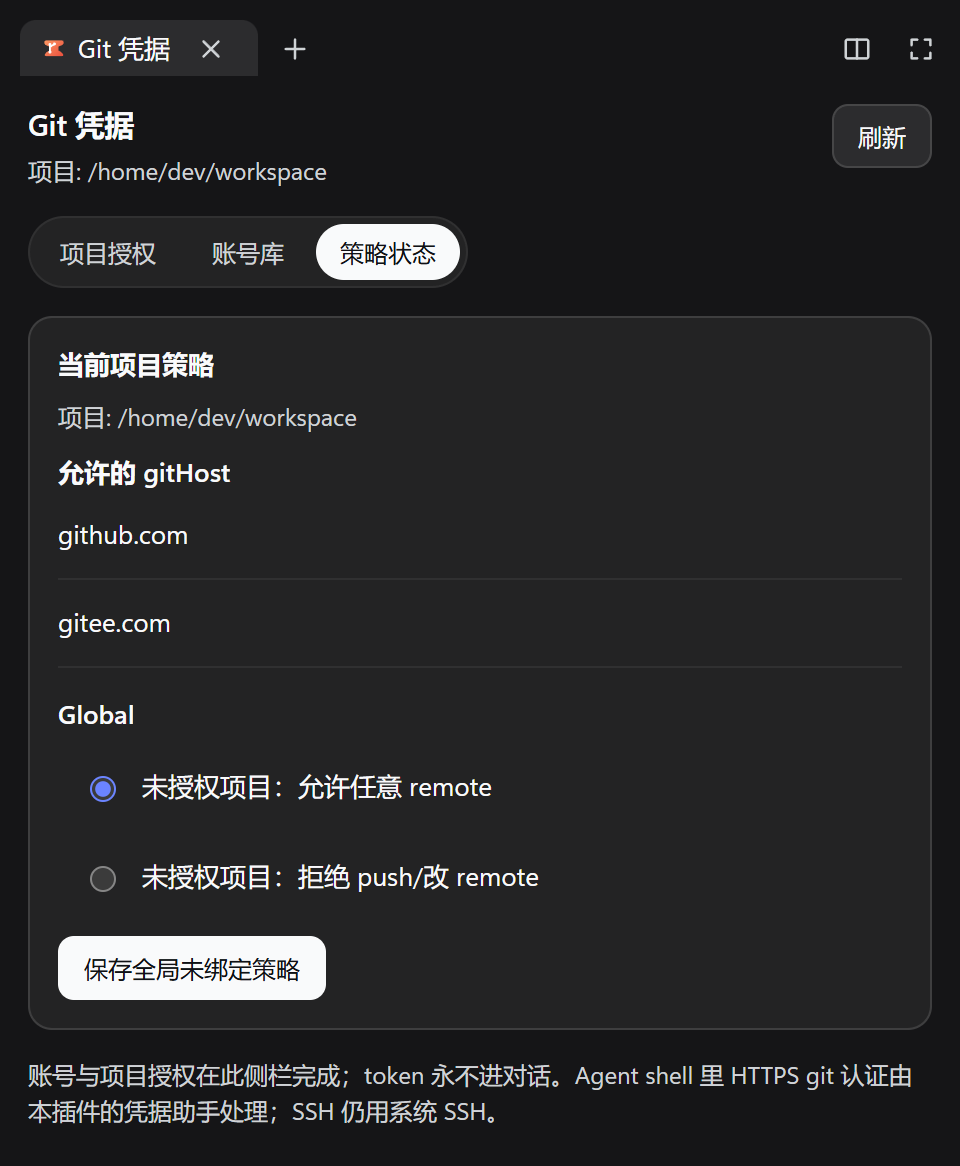 Git 凭据
Git 凭据
刷新
项目: /home/dev/workspace
项目授权
账号库
策略状态
当前项目策略
项目: /home/dev/workspace
允许的 gitHost
github.com
gitee.com
Global
未授权项目：允许任意 remote
未授权项目：拒绝 push/改 remote
保存全局未绑定策略
账号与项目授权在此侧栏完成；token 永不进对话。Agent shell 里 HTTPS git 认证由
本插件的凭据助手处理；SSH 仍用系统 SSH。